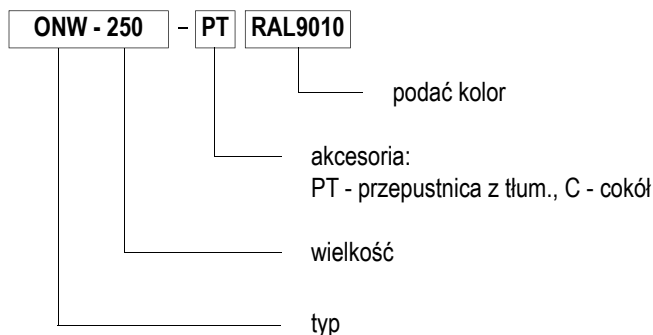 ONW - 250 - PT RAL9010
podać kolor
akcesoria:
PT - przepustnica z tłum., C - cokół
wielkość
typ